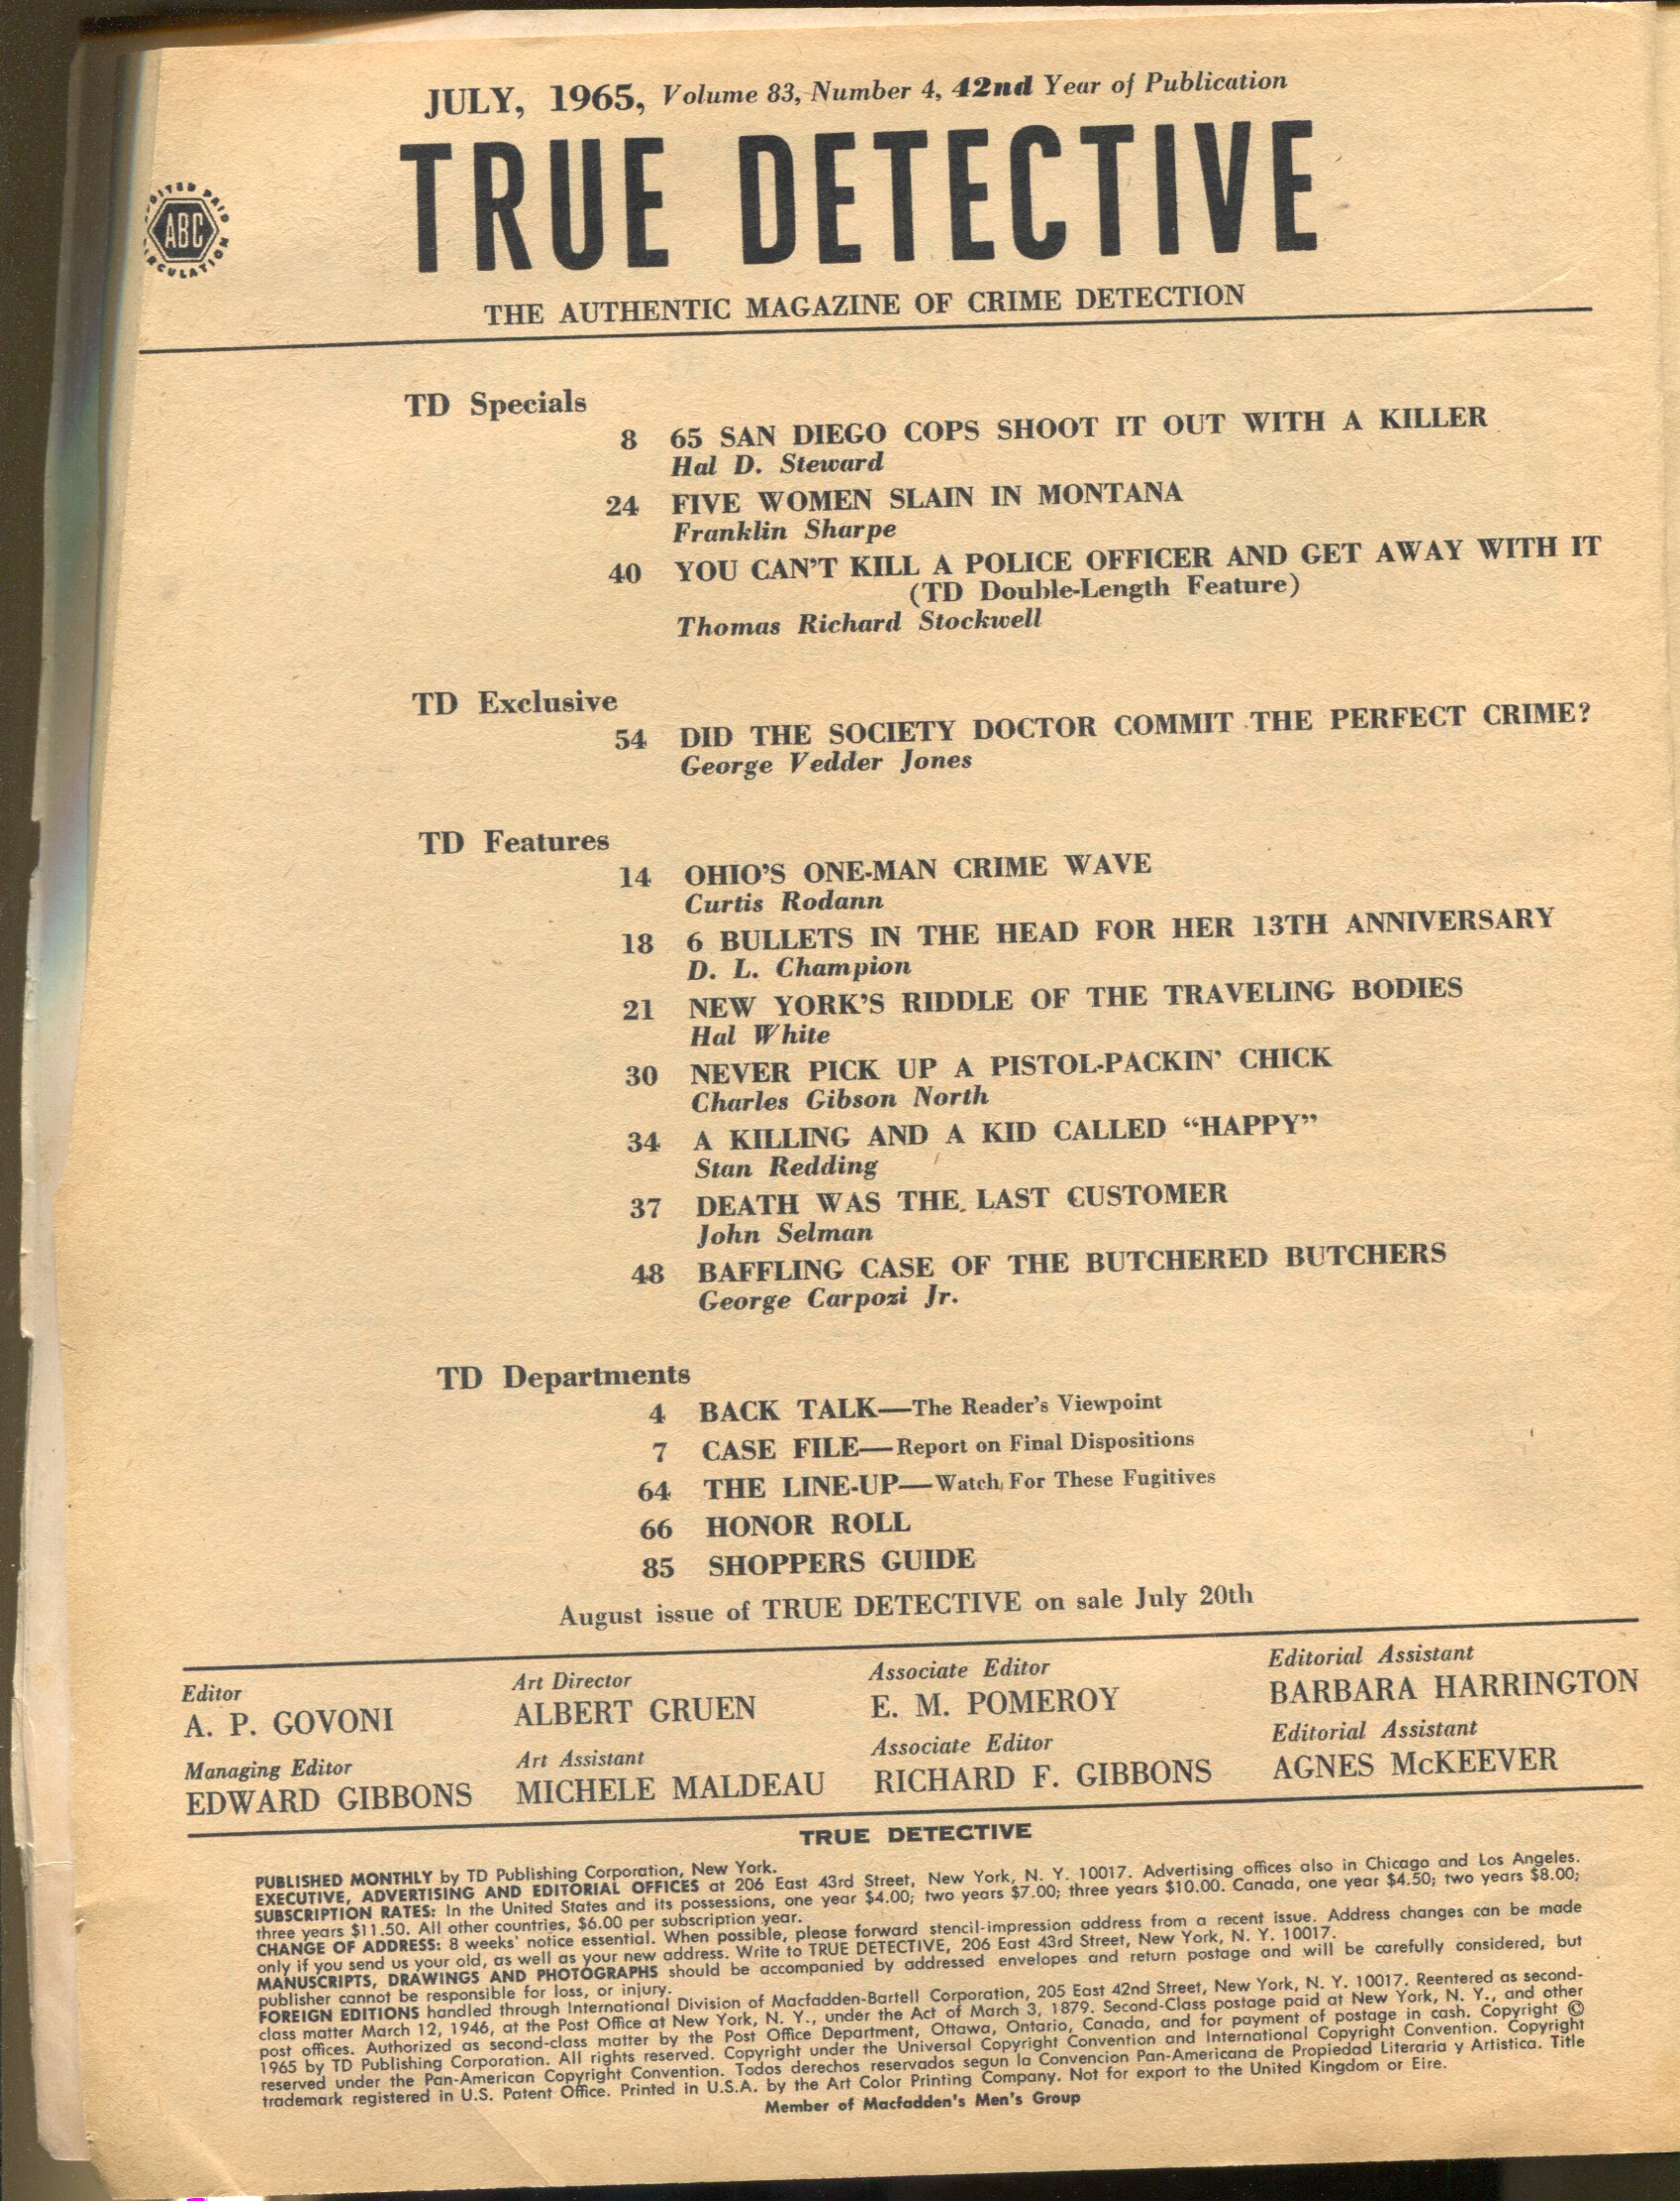 JULY, 1965, Volume 83, Number 4, 42nd Year of Publication
TRUE DETECTIVE
ABC
THE AUTHENTIC MAGAZINE OF CRIME DETECTION
TD Specials
8 65 SAN DIEGO COPS SHOOT IT OUT WITH A KILLER
Hal D. Steward
24 FIVE WOMEN SLAIN IN MONTANA
Franklin Sharpe
40 YOU CAN'T KILL A POLICE OFFICER AND GET AWAY WITH IT
(TD Double-Length Feature)
Thomas Richard Stockwell
TD Exclusive
54 DID THE SOCIETY DOCTOR COMMIT THE PERFECT CRIME?
George Vedder Jones
TD Features
14 OHIO'S ONE-MAN CRIME WAVE
Curtis Rodann
18 6 BULLETS IN THE HEAD FOR HER 13TH ANNIVERSARY
D. L. Champion
21 NEW YORK'S RIDDLE OF THE TRAVELING BODIES
Hal White
30 NEVER PICK UP A PISTOL-PACKIN' CHICK
Charles Gibson North
34 A KILLING AND A KID CALLED "HAPPY"
Stan Redding
37 DEATH WAS THE LAST CUSTOMER
John Selman
48 BAFFLING CASE OF THE BUTCHERED BUTCHERS
George Carpozi Jr.
TD Departments
4 BACK TALK—The Reader's Viewpoint
7 CASE FILE—Report on Final Dispositions
64 THE LINE-UP—Watch For These Fugitives
66 HONOR ROLL
85 SHOPPERS GUIDE
August issue of TRUE DETECTIVE on sale July 20th
Editor
A. P. GOVONI
Managing Editor
EDWARD GIBBONS
Art Director
ALBERT GRUEN
Art Assistant
MICHELE MALDEAU
Associate Editor
E. M. POMEROY
Associate Editor
RICHARD F. GIBBONS
Editorial Assistant
BARBARA HARRINGTON
Editorial Assistant
AGNES McKEEVER
TRUE DETECTIVE
PUBLISHED MONTHLY by TD Publishing Corporation, New York.
EXECUTIVE, ADVERTISING AND EDITORIAL OFFICES at 206 East 43rd Street, New York, N. Y. 10017. Advertising offices also in Chicago and Los Angeles.
SUBSCRIPTION RATES: In the United States and its possessions, one year $4.00; two years $7.00; three years $10.00. Canada, one year $4.50; two years $8.00;
three years $11.50. All other countries, $6.00 per subscription year.
CHANGE OF ADDRESS: 8 weeks' notice essential. When possible, please forward stencil-impression address from a recent issue. Address changes can be made
only if you send us your old, as well as your new address. Write to TRUE DETECTIVE, 206 East 43rd Street, New York, N. Y. 10017.
MANUSCRIPTS, DRAWINGS AND PHOTOGRAPHS should be accompanied by addressed envelopes and return postage and will be carefully considered, but
publisher cannot be responsible for loss, or injury.
FOREIGN EDITIONS handled through International Division of Macfadden-Bartell Corporation, 205 East 42nd Street, New York, N. Y. 10017. Reentered as second-
class matter March 12, 1946, at the Post Office at New York, N. Y., under the Act of March 3, 1879. Second-Class postage paid at New York, N. Y., and other
post offices. Authorized as second-class matter by the Post Office Department, Ottawa, Ontario, Canada, and for payment of postage in cash. Copyright ©
1965 by TD Publishing Corporation. All rights reserved. Copyright under the Universal Copyright Convention and International Copyright Convention. Copyright
reserved under the Pan-American Copyright Convention. Todos derechos reservados segun la Convencion Pan-Americana de Propiedad Literaria y Artistica. Title
trademark registered in U.S. Patent Office. Printed in U.S.A. by the Art Color Printing Company. Not for export to the United Kingdom or Eire.
Member of Macfadden's Men's Group